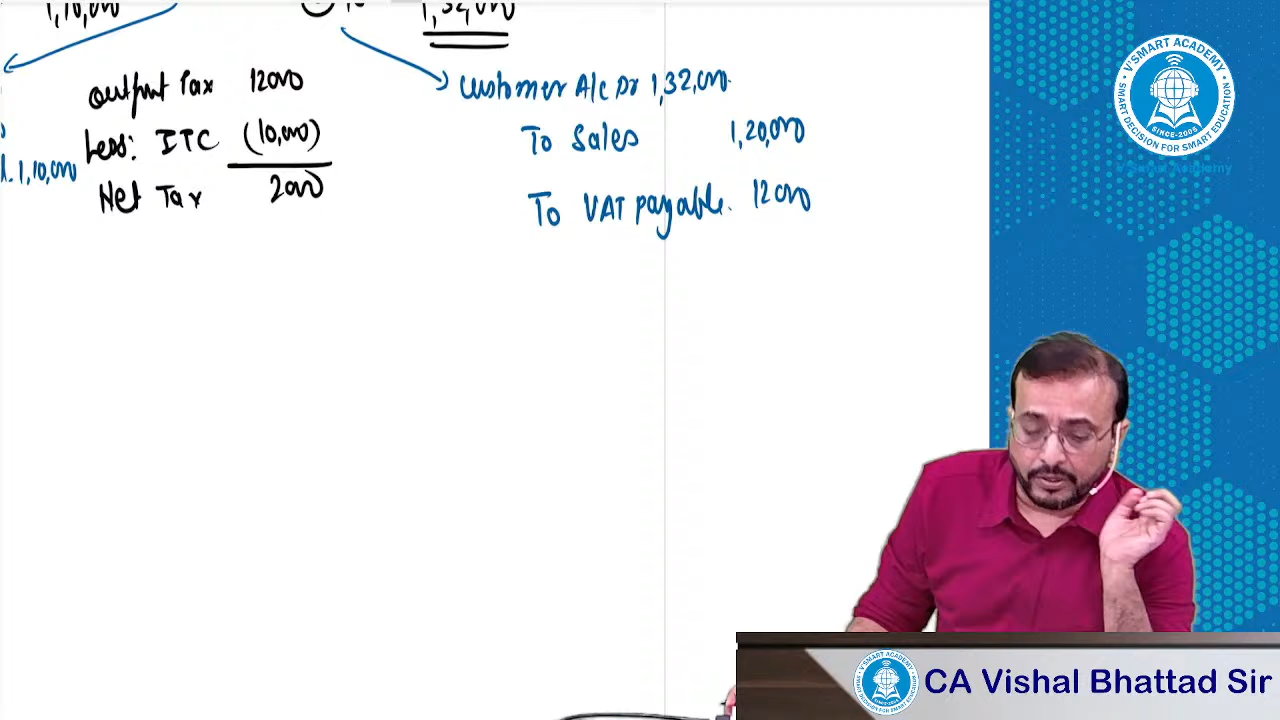 1,10,000
1,32,000
output Tax 12000
Less: ITC (10,000)
Net Tax 2000
1,10,000
Customer A/c Dr 1,32,000.
To Sales 1,20,000
To VAT payable. 12000
V'SMART ACADEMY
SMART DECISION FOR SMART EDUCATION
SINCE-2005
Smart Academy
CA Vishal Bhattad Sir